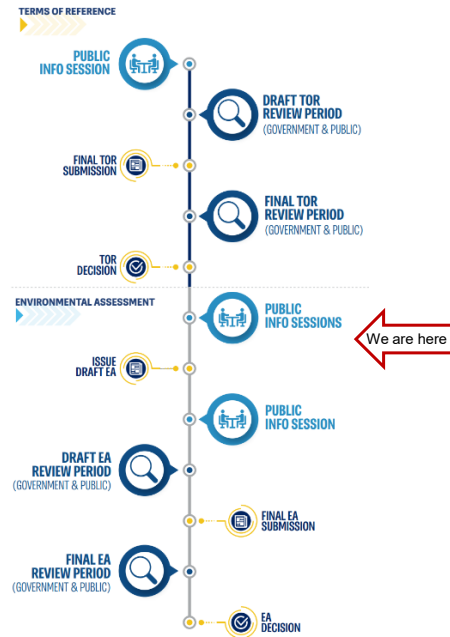 TERMS OF REFERENCE
PUBLIC
INFO SESSION
DRAFT TOR
REVIEW PERIOD
(GOVERNMENT & PUBLIC)
FINAL TOR
SUBMISSION
FINAL TOR
REVIEW PERIOD
(GOVERNMENT & PUBLIC)
TOR
DECISION
ENVIRONMENTAL ASSESSMENT
PUBLIC
INFO SESSIONS
We are here
ISSUE
DRAFT EA
PUBLIC
INFO SESSION
DRAFT EA
REVIEW PERIOD
(GOVERNMENT & PUBLIC)
FINAL EA
SUBMISSION
FINAL EA
REVIEW PERIOD
(GOVERNMENT & PUBLIC)
EA
DECISION